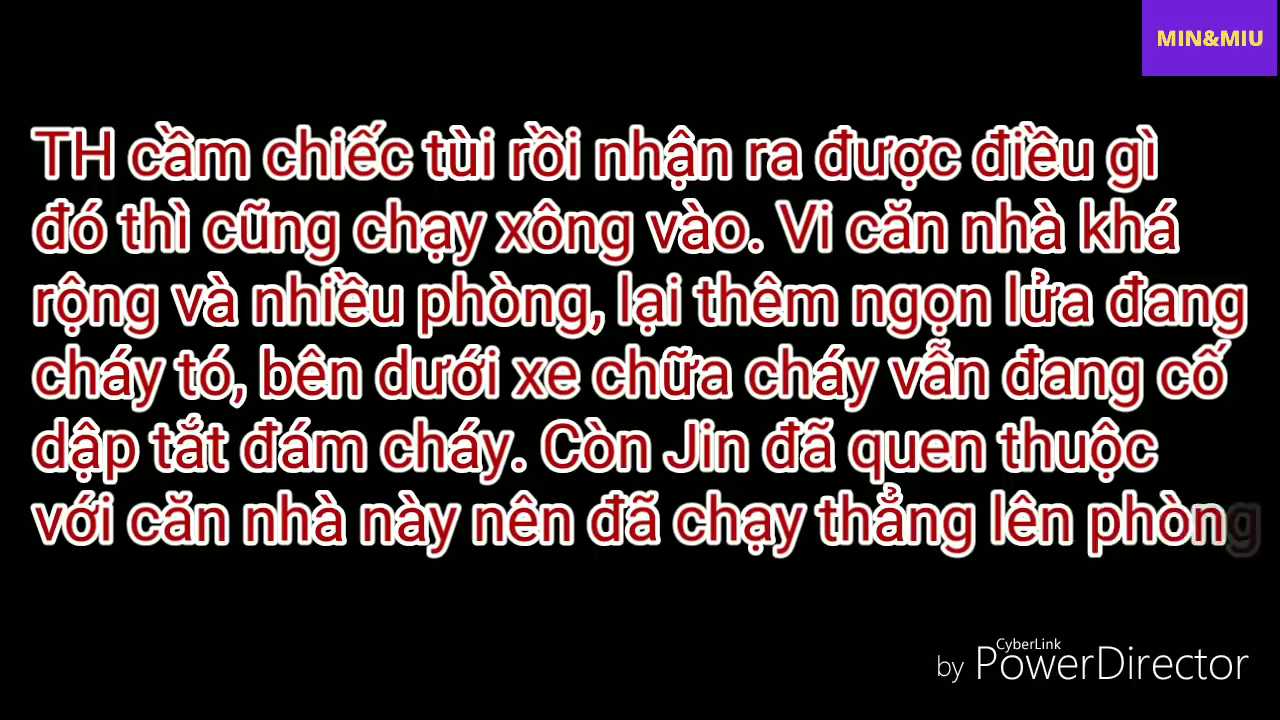 MIN&MIU
TH cầm chiếc tùi rồi nhận ra được điều gì
đó thì cũng chạy xông vào. Vi căn nhà khá
rộng và nhiều phòng, lại thêm ngọn lửa đang
cháy tó, bên dưới xe chữa cháy vẫn đang cố
dập tắt đám cháy. Còn Jin đã quen thuộc
với căn nhà này nên đã chạy thẳng lên phòng
CyberLink
by PowerDirector